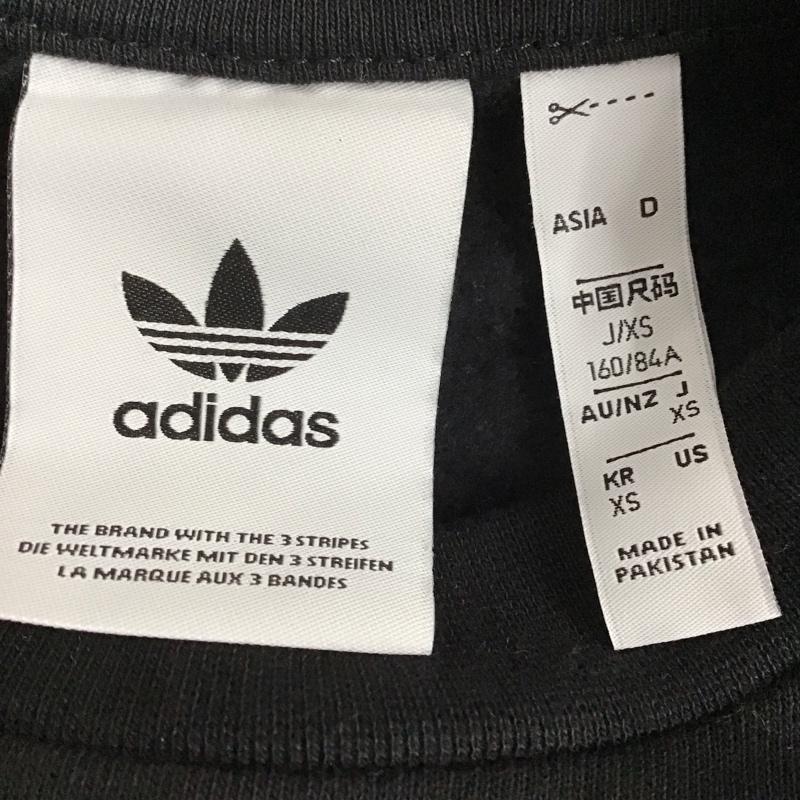 adidas
THE BRAND WITH THE 3 STRIPES
DIE WELTMARKE MIT DEN 3 STREIFEN
LA MARQUE AUX 3 BANDES
ASIA D
中国尺码
J/XS
160/84A
AU/NZ J
XS
KR US
XS
MADE IN
PAKISTAN